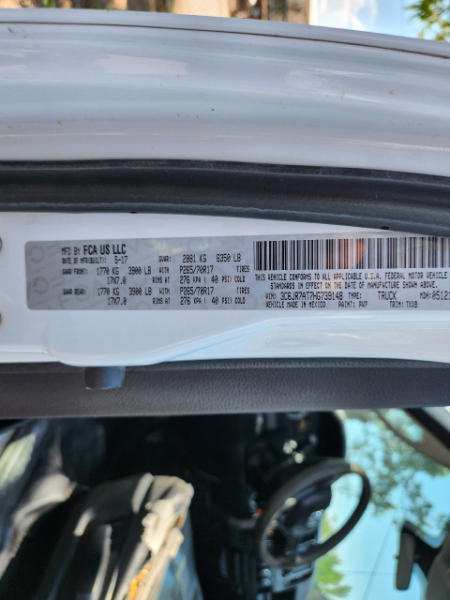 MFD BY FCA US LLC
DATE OF MFR(BUILT): 5-17 GVWR: 2881 KG 6350 LB
GAWR FRONT: 1770 KG 3900 LB WITH P265/70R17 TIRES
17X7.0 RIMS AT 276 KPA( 40 PSI) COLD
GAWR REAR: 1770 KG 3900 LB WITH P265/70R17 TIRES
17X7.0 RIMS AT 276 KPA( 40 PSI) COLD
THIS VEHICLE CONFORMS TO ALL APPLICABLE U.S.A. FEDERAL MOTOR VEHICLE
STANDARDS IN EFFECT ON THE DATE OF MANUFACTURE SHOWN ABOVE.
VIN: 3C6JR7AT7HG739148 TYPE: TRUCK MDH:
VEHICLE MADE IN MEXICO PAINT: PW7 TRIM: TXX8